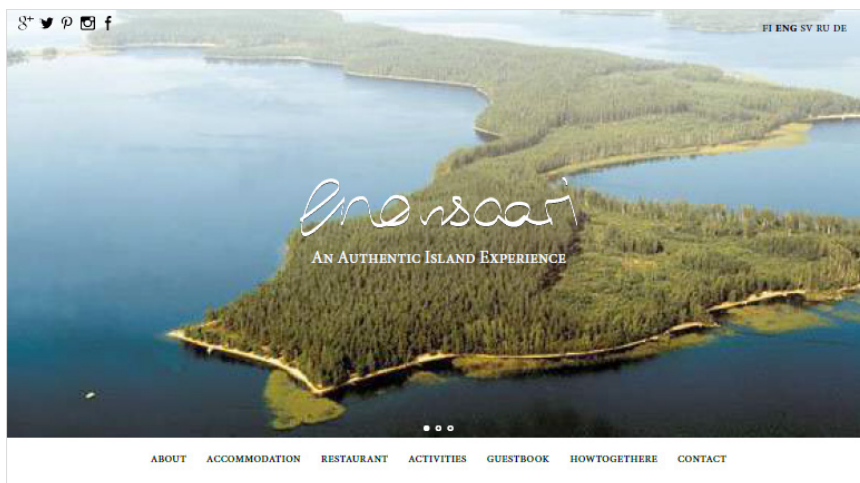 FI ENG SV RU DE
enonsaari
AN AUTHENTIC ISLAND EXPERIENCE
ABOUT ACCOMMODATION RESTAURANT ACTIVITIES GUESTBOOK HOWTOGETHERE CONTACT